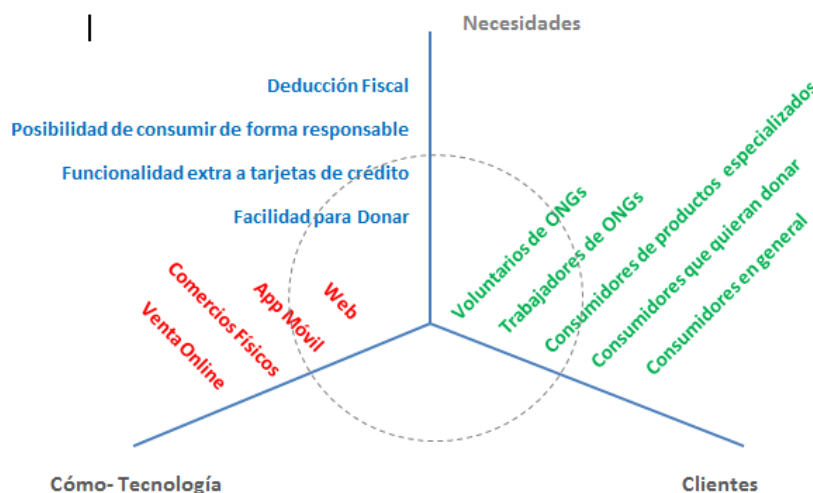 Necesidades
Deducción Fiscal
Posibilidad de consumir de forma responsable
Funcionalidad extra a tarjetas de crédito
Facilidad para Donar
Web
App Móvil
Comercios Físicos
Venta Online
Voluntarios de ONGs
Trabajadores de ONGs
Consumidores de productos especializados
Consumidores que quieran donar
Consumidores en general
Cómo- Tecnología
Clientes